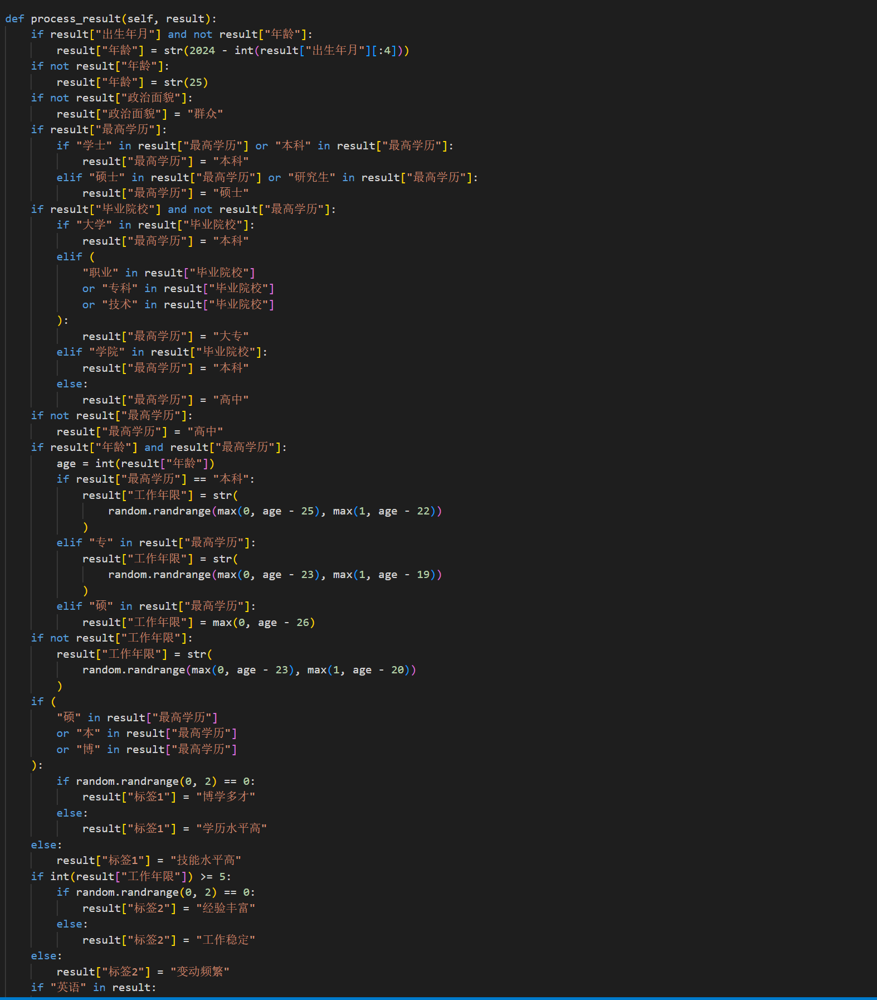 def process_result(self, result):
    if result["出生年月"] and not result["年龄"]:
        result["年龄"] = str(2024 - int(result["出生年月"][:4]))
    if not result["年龄"]:
        result["年龄"] = str(25)
    if not result["政治面貌"]:
        result["政治面貌"] = "群众"
    if result["最高学历"]:
        if "学士" in result["最高学历"] or "本科" in result["最高学历"]:
            result["最高学历"] = "本科"
        elif "硕士" in result["最高学历"] or "研究生" in result["最高学历"]:
            result["最高学历"] = "硕士"
    if result["毕业院校"] and not result["最高学历"]:
        if "大学" in result["毕业院校"]:
            result["最高学历"] = "本科"
        elif (
            "职业" in result["毕业院校"]
            or "专科" in result["毕业院校"]
            or "技术" in result["毕业院校"]
        ):
            result["最高学历"] = "大专"
        elif "学院" in result["毕业院校"]:
            result["最高学历"] = "本科"
        else:
            result["最高学历"] = "高中"
    if not result["最高学历"]:
        result["最高学历"] = "高中"
    if result["年龄"] and result["最高学历"]:
        age = int(result["年龄"])
        if result["最高学历"] == "本科":
            result["工作年限"] = str(
                random.randrange(max(0, age - 25), max(1, age - 22))
            )
        elif "专" in result["最高学历"]:
            result["工作年限"] = str(
                random.randrange(max(0, age - 23), max(1, age - 19))
            )
        elif "硕" in result["最高学历"]:
            result["工作年限"] = max(0, age - 26)
    if not result["工作年限"]:
        result["工作年限"] = str(
            random.randrange(max(0, age - 23), max(1, age - 20))
        )
    if (
        "硕" in result["最高学历"]
        or "本" in result["最高学历"]
        or "博" in result["最高学历"]
    ):
        if random.randrange(0, 2) == 0:
            result["标签1"] = "博学多才"
        else:
            result["标签1"] = "学历水平高"
    else:
        result["标签1"] = "技能水平高"
    if int(result["工作年限"]) >= 5:
        if random.randrange(0, 2) == 0:
            result["标签2"] = "经验丰富"
        else:
            result["标签2"] = "工作稳定"
    else:
        result["标签2"] = "变动频繁"
    if "英语" in result: